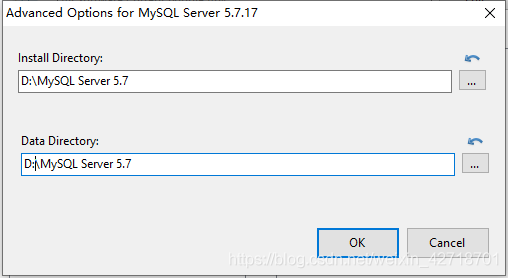 Advanced Options for MySQL Server 5.7.17
Install Directory:
D:\MySQL Server 5.7
...
Data Directory:
D:\MySQL Server 5.7
...
OK
Cancel
https://blog.csdn.net/weixin_42718701